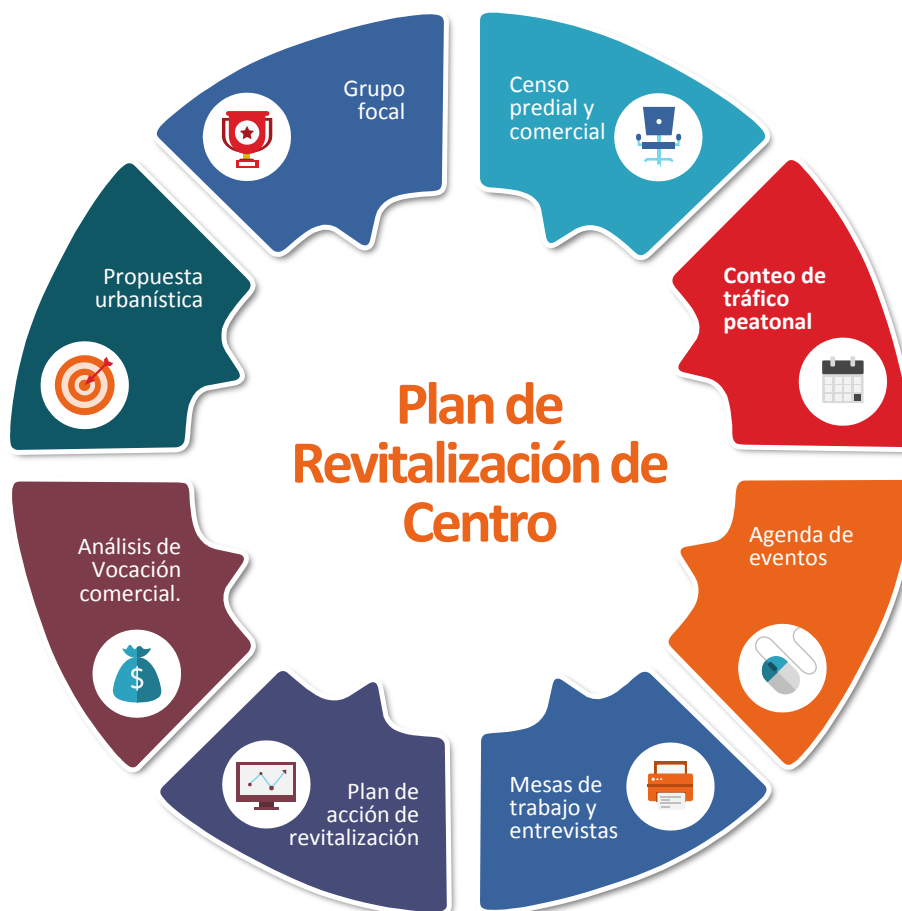 Grupo
focal
Censo
predial y
comercial
Conteo de
tráfico
peatonal
Propuesta
urbanística
Plan de
Revitalización de
Centro
Agenda de
eventos
Análisis de
Vocación
comercial.
$
Mesas de
trabajo y
entrevistas
Plan de
acción de
revitalización